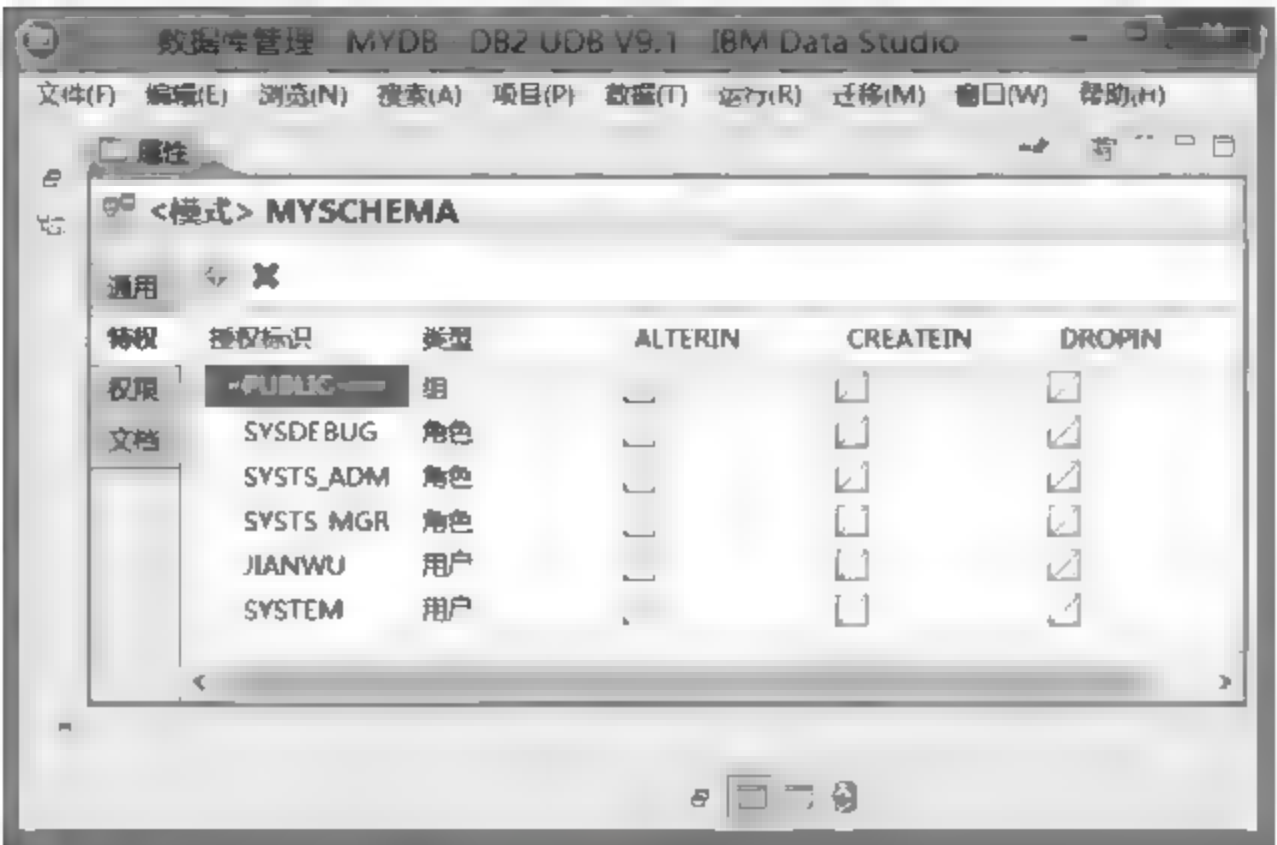 数据库管理 MYDB DB2 UDB V9.1 IBM Data Studio
文件(F) 编辑(E) 浏览(N) 搜索(A) 项目(P) 数据(T) 运行(R) 迁移(M) 窗口(W) 帮助(H)
属性
<模式> MYSCHEMA
通用
特权 授权标识 类型 ALTERIN CREATEIN DROPIN
权限 PUBLIC 组
文档 SYSDEBUG 角色
SYSTS_ADM 角色
SYSTS MGR 角色
JIANWU 用户
SYSTEM 用户